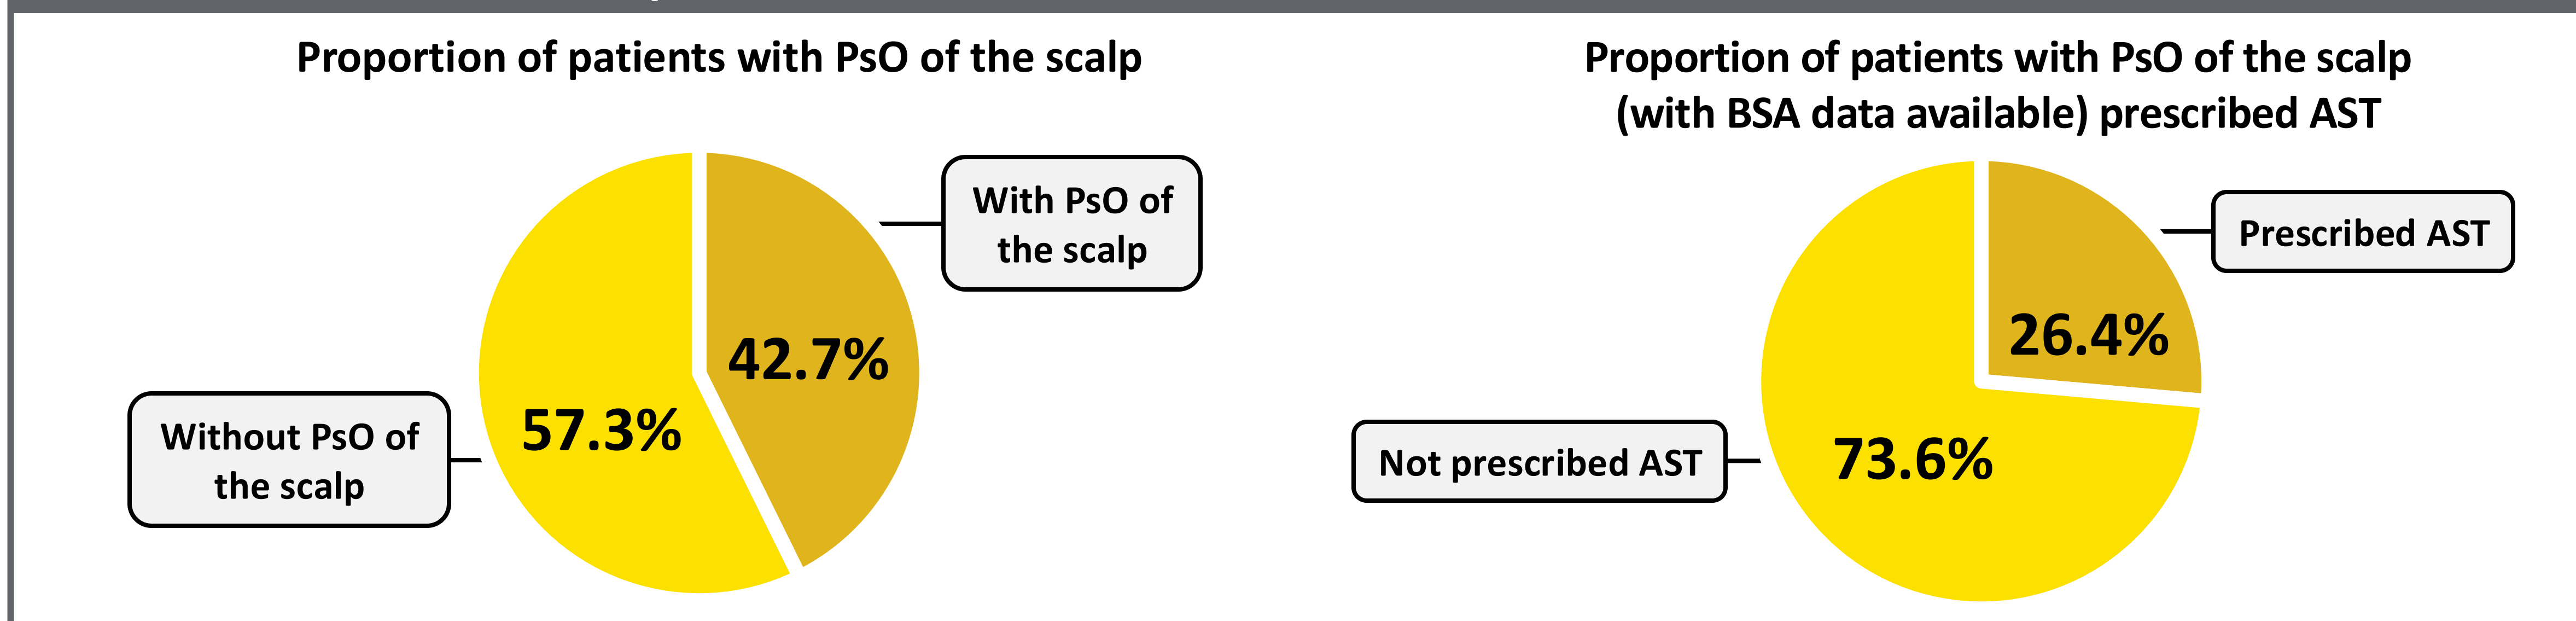 Proportion of patients with PsO of the scalp
With PsO of
the scalp
42.7%
57.3%
Without PsO of
the scalp
Proportion of patients with PsO of the scalp
(with BSA data available) prescribed AST
Prescribed AST
26.4%
73.6%
Not prescribed AST